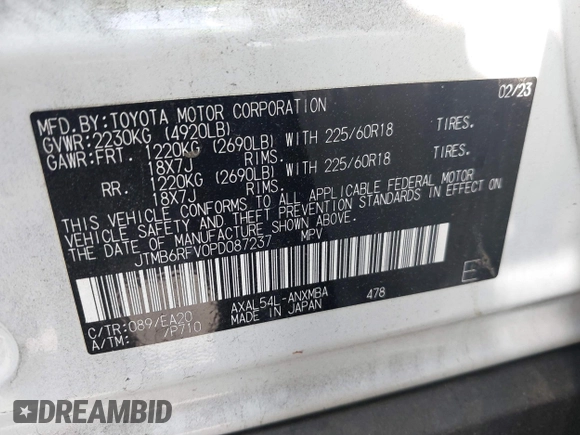 MFD.BY:TOYOTA MOTOR CORPORATION 02/23
GVWR:2230KG (4920LB)
GAWR:FRT. 1220KG (2690LB) WITH 225/60R18 TIRES.
18X7J RIMS.
RR. 1220KG (2690LB) WITH 225/60R18 TIRES.
18X7J RIMS.
THIS VEHICLE CONFORMS TO ALL APPLICABLE FEDERAL MOTOR
VEHICLE SAFETY AND THEFT PREVENTION STANDARDS IN EFFECT ON
THE DATE OF MANUFACTURE SHOWN ABOVE.
JTMB6RFV0PD087237 MPV
E
C/TR:089/EA20 AXAL54L-ANXMBA 478
A/TM: /P710 MADE IN JAPAN
DREAMBID